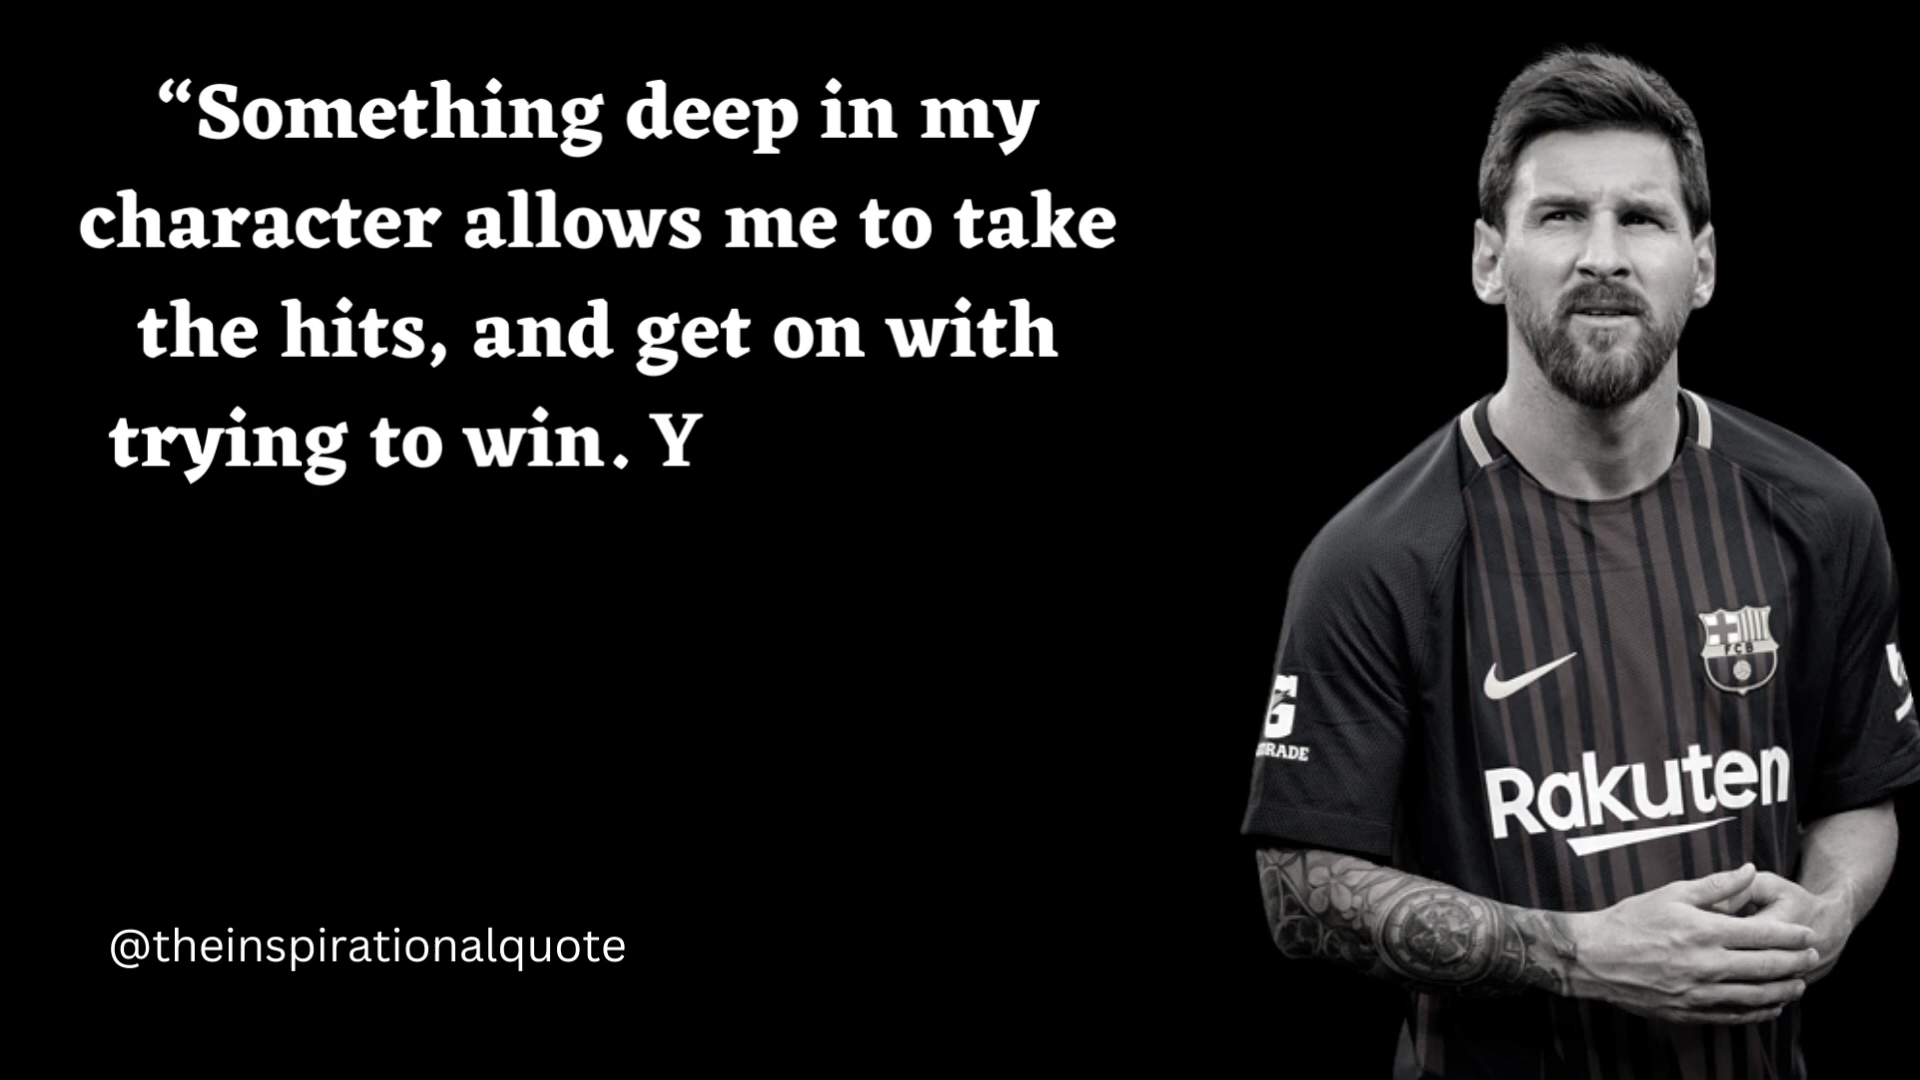 “Something deep in my
character allows me to take
the hits, and get on with
trying to win. Y
@theinspirationalquote
FCB
Rakuten